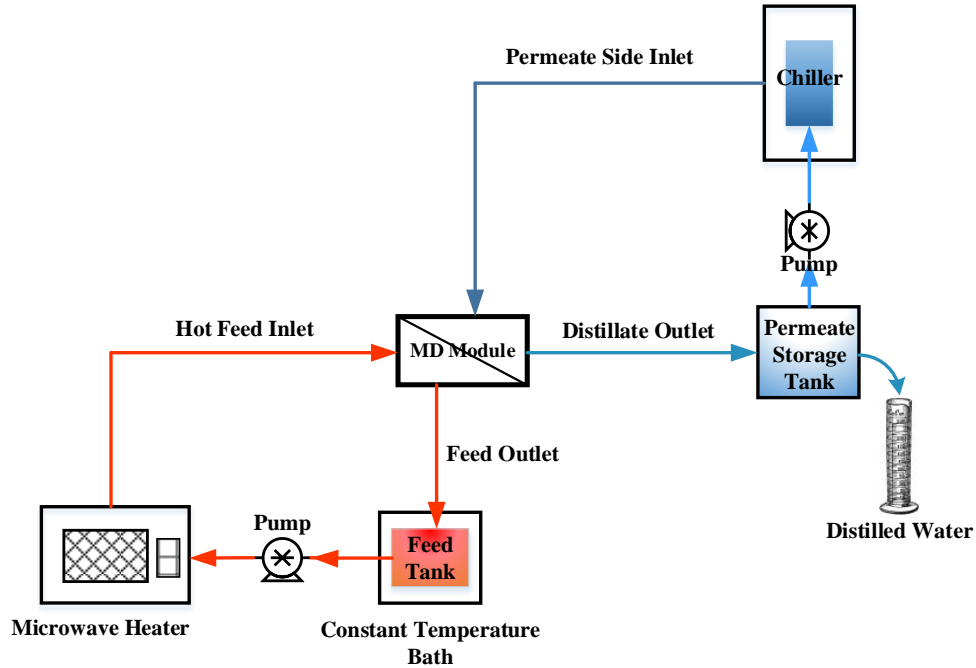 Permeate Side Inlet
Chiller
Pump
Hot Feed Inlet
MD Module
Distillate Outlet
Permeate
Storage
Tank
Feed Outlet
Distilled Water
Pump
Feed
Tank
Microwave Heater
Constant Temperature
Bath